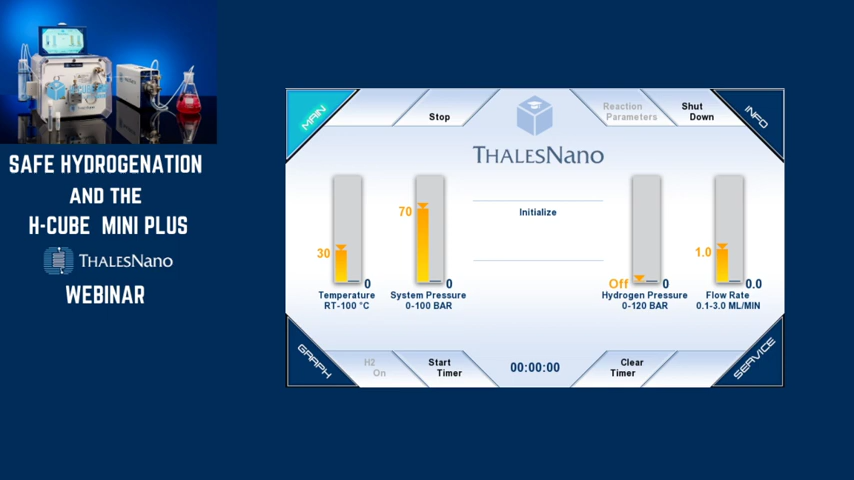 SAFE HYDROGENATION
AND THE
H-CUBE MINI PLUS
THALESNANO
WEBINAR
MAIN
Stop
Reaction
Parameters
Shut
Down
INFO
THALESNANO
Initialize
30
0
Temperature
RT-100 °C
70
0
System Pressure
0-100 BAR
Off
0
Hydrogen Pressure
0-120 BAR
1.0
0.0
Flow Rate
0.1-3.0 ML/MIN
GRAPH
H2
On
Start
Timer
00:00:00
Clear
Timer
SERVICE